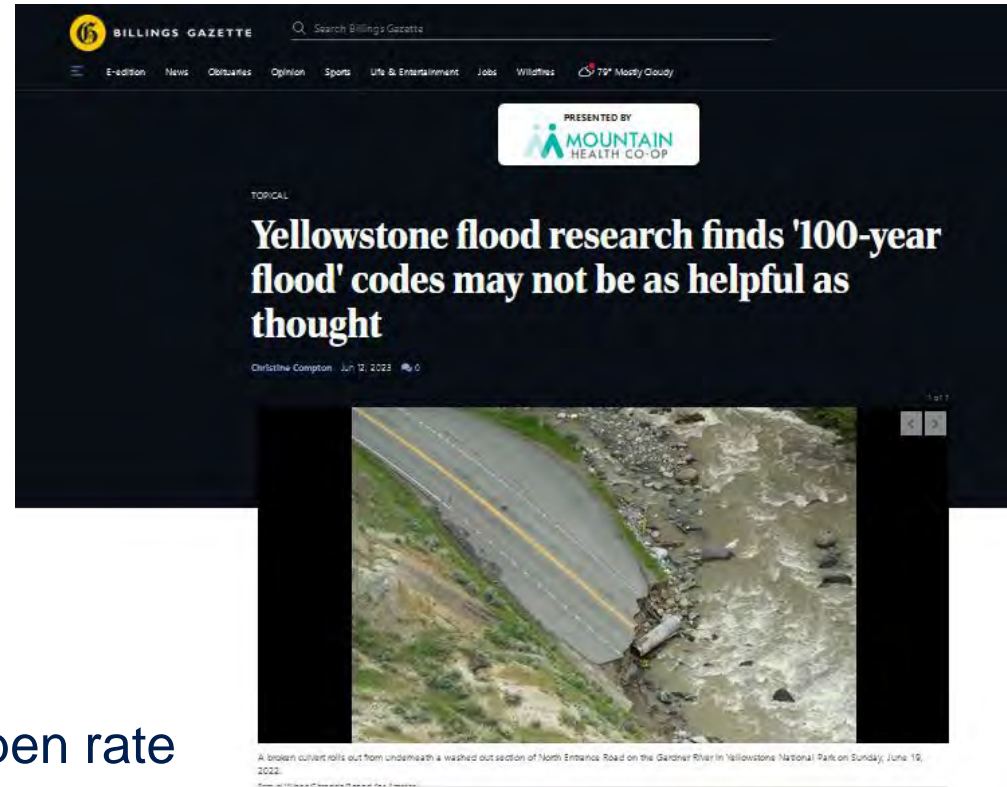 BILLINGS GAZETTE
Search Billings Gazette
E-edition News Obituaries Opinion Sports Life & Entertainment Jobs Wildfires 79° Mostly Cloudy
PRESENTED BY
MOUNTAIN
HEALTH CO-OP
TOPICAL
Yellowstone flood research finds '100-year
flood' codes may not be as helpful as
thought
Christine Compton Jun 12, 2023 0
1 of 1
pen rate
A broken culvert rolls out from underneath a washed out section of North Entrance Road on the Gardner River in Yellowstone National Park on Sunday, June 19,
2022.